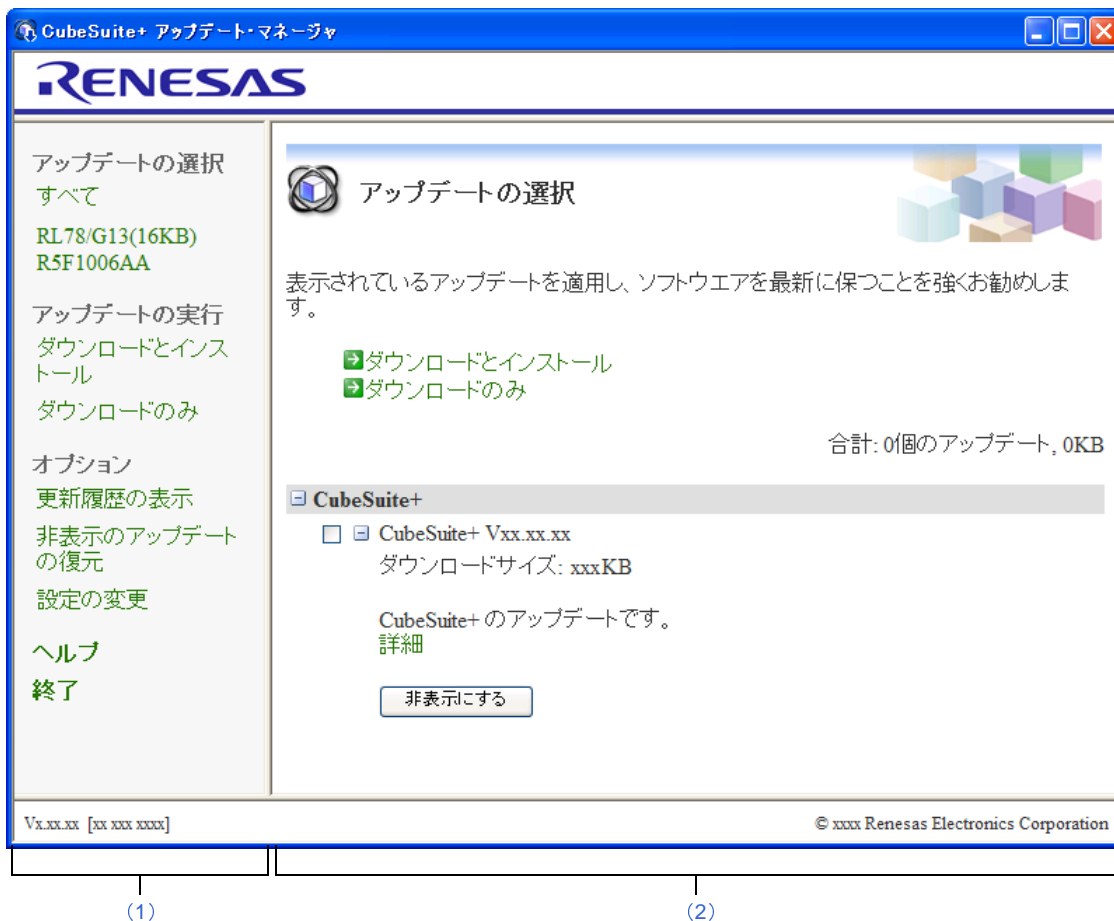 CubeSuite+ アップデート・マネージャ
RENESAS
アップデートの選択
すべて
RL78/G13(16KB)
R5F1006AA
アップデートの実行
ダウンロードとインス
トール
ダウンロードのみ
オプション
更新履歴の表示
非表示のアップデート
の復元
設定の変更
ヘルプ
終了
アップデートの選択
表示されているアップデートを適用し、ソフトウエアを最新に保つことを強くお勧めしま
す。
ダウンロードとインストール
ダウンロードのみ
合計: 0個のアップデート, 0KB
CubeSuite+
CubeSuite+ Vxx.xx.xx
ダウンロードサイズ: xxxKB
CubeSuite+ のアップデートです。
詳細
非表示にする
Vx.xx.xx [xx xxx xxxx]
© xxxx Renesas Electronics Corporation
(1)
(2)